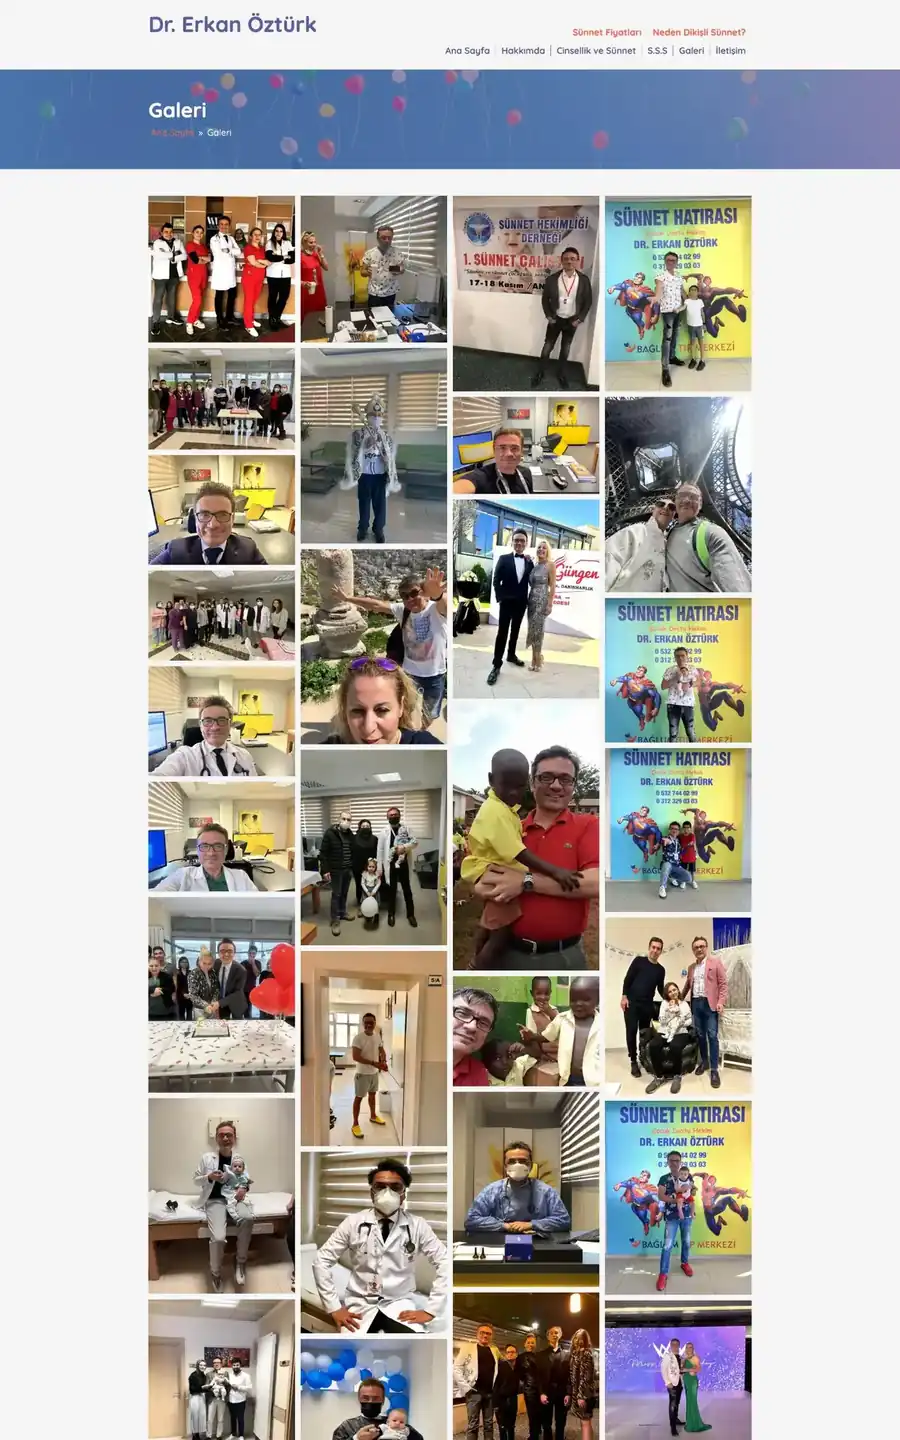 Dr. Erkan Öztürk
Sünnet Fiyatları
Neden Dikişli Sünnet?
Ana Sayfa
Hakkımda
Cinsellik ve Sünnet
S.S.S
Galeri
İletişim
Galeri
Ana Sayfa » Galeri
SÜNNET HEKİMLİĞİ
DERNEĞİ
1. SÜNNET
17-18 Kasım
SÜNNET HATIRASI
DR. ERKAN ÖZTÜRK
Güngen
SÜNNET HATIRASI
DR. ERKAN ÖZTÜRK
SÜNNET HATIRASI
DR. ERKAN ÖZTÜRK
0 532 744 02 99
0 312 329 03 03
SÜNNET HATIRASI
DR. ERKAN ÖZTÜRK
MERKEZİ